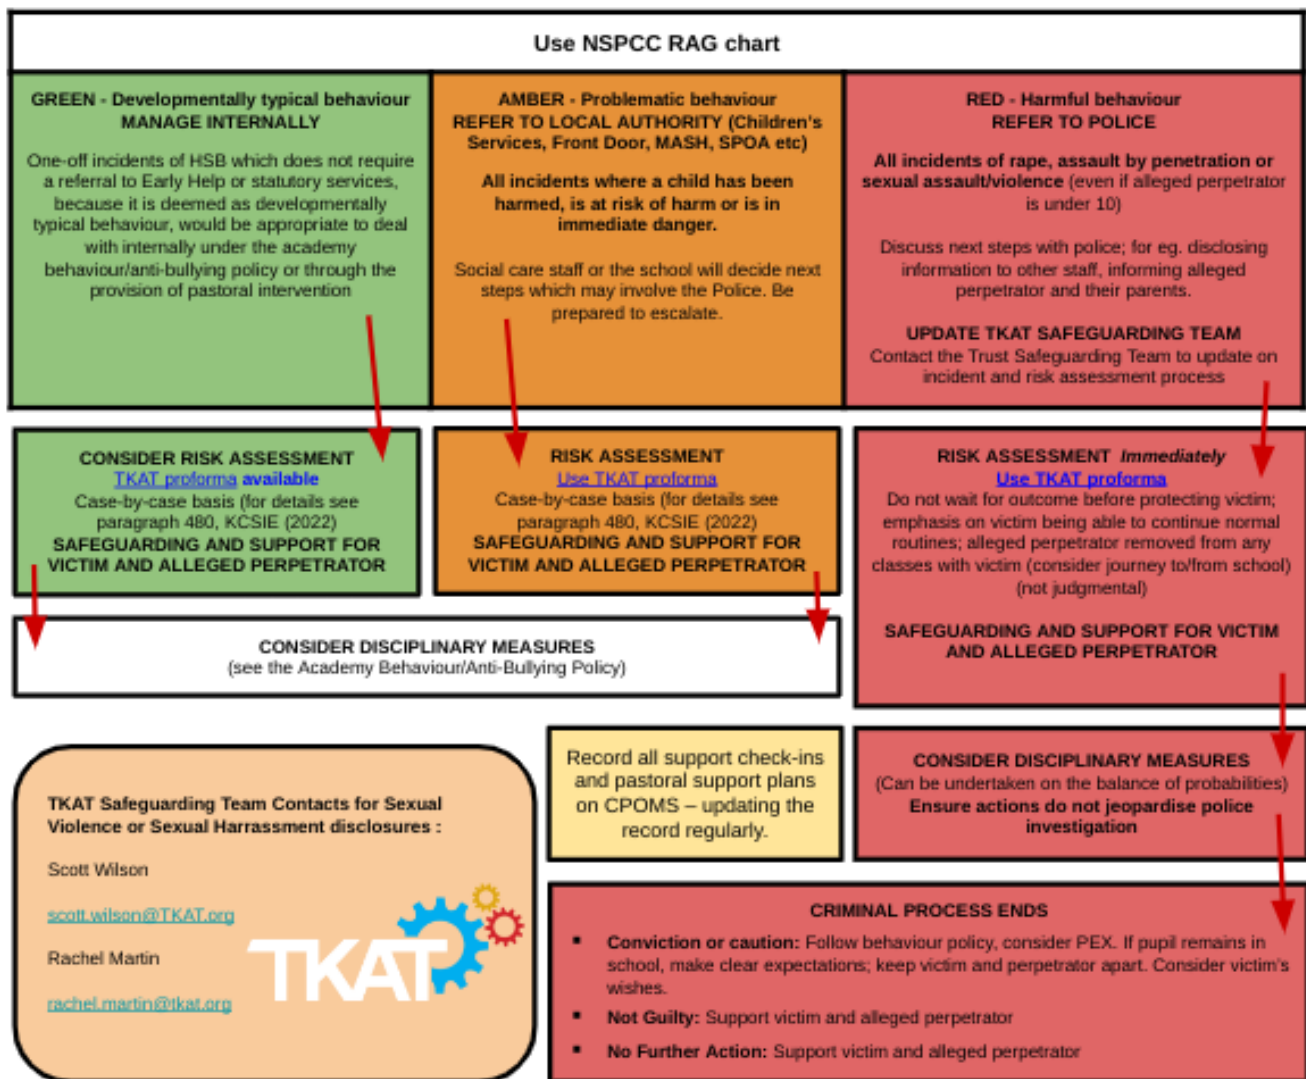 Use NSPCC RAG chart
GREEN - Developmentally typical behaviour
MANAGE INTERNALLY
One-off incidents of HSB which does not require
a referral to Early Help or statutory services,
because it is deemed as developmentally
typical behaviour, would be appropriate to deal
with internally under the academy
behaviour/anti-bullying policy or through the
provision of pastoral intervention
AMBER - Problematic behaviour
REFER TO LOCAL AUTHORITY (Children's
Services, Front Door, MASH, SPOA etc)
All incidents where a child has been
harmed, is at risk of harm or is in
immediate danger.
Social care staff or the school will decide next
steps which may involve the Police. Be
prepared to escalate.
RED - Harmful behaviour
REFER TO POLICE
All incidents of rape, assault by penetration or
sexual assault/violence (even if alleged perpetrator
is under 10)
Discuss next steps with police; for eg. disclosing
information to other staff, informing alleged
perpetrator and their parents.
UPDATE TKAT SAFEGUARDING TEAM
Contact the Trust Safeguarding Team to update on
incident and risk assessment process
CONSIDER RISK ASSESSMENT
TKAT proforma available
Case-by-case basis (for details see
paragraph 480, KCSIE (2022)
SAFEGUARDING AND SUPPORT FOR
VICTIM AND ALLEGED PERPETRATOR
RISK ASSESSMENT
Use TKAT proforma
Case-by-case basis (for details see
paragraph 480, KCSIE (2022)
SAFEGUARDING AND SUPPORT FOR
VICTIM AND ALLEGED PERPETRATOR
RISK ASSESSMENT Immediately
Use TKAT proforma
Do not wait for outcome before protecting victim;
emphasis on victim being able to continue normal
routines; alleged perpetrator removed from any
classes with victim (consider journey to/from school)
(not judgmental)
SAFEGUARDING AND SUPPORT FOR VICTIM
AND ALLEGED PERPETRATOR
CONSIDER DISCIPLINARY MEASURES
(see the Academy Behaviour/Anti-Bullying Policy)
TKAT Safeguarding Team Contacts for Sexual
Violence or Sexual Harrassment disclosures :
Scott Wilson
scott.wilson@TKAT.org
Rachel Martin
rachel.martin@tkat.org
TKAT
Record all support check-ins
and pastoral support plans
on CPOMS – updating the
record regularly.
CONSIDER DISCIPLINARY MEASURES
(Can be undertaken on the balance of probabilities)
Ensure actions do not jeopardise police
investigation
CRIMINAL PROCESS ENDS
▪ Conviction or caution: Follow behaviour policy, consider PEX. If pupil remains in
school, make clear expectations; keep victim and perpetrator apart. Consider victim's
wishes.
▪ Not Guilty: Support victim and alleged perpetrator
▪ No Further Action: Support victim and alleged perpetrator